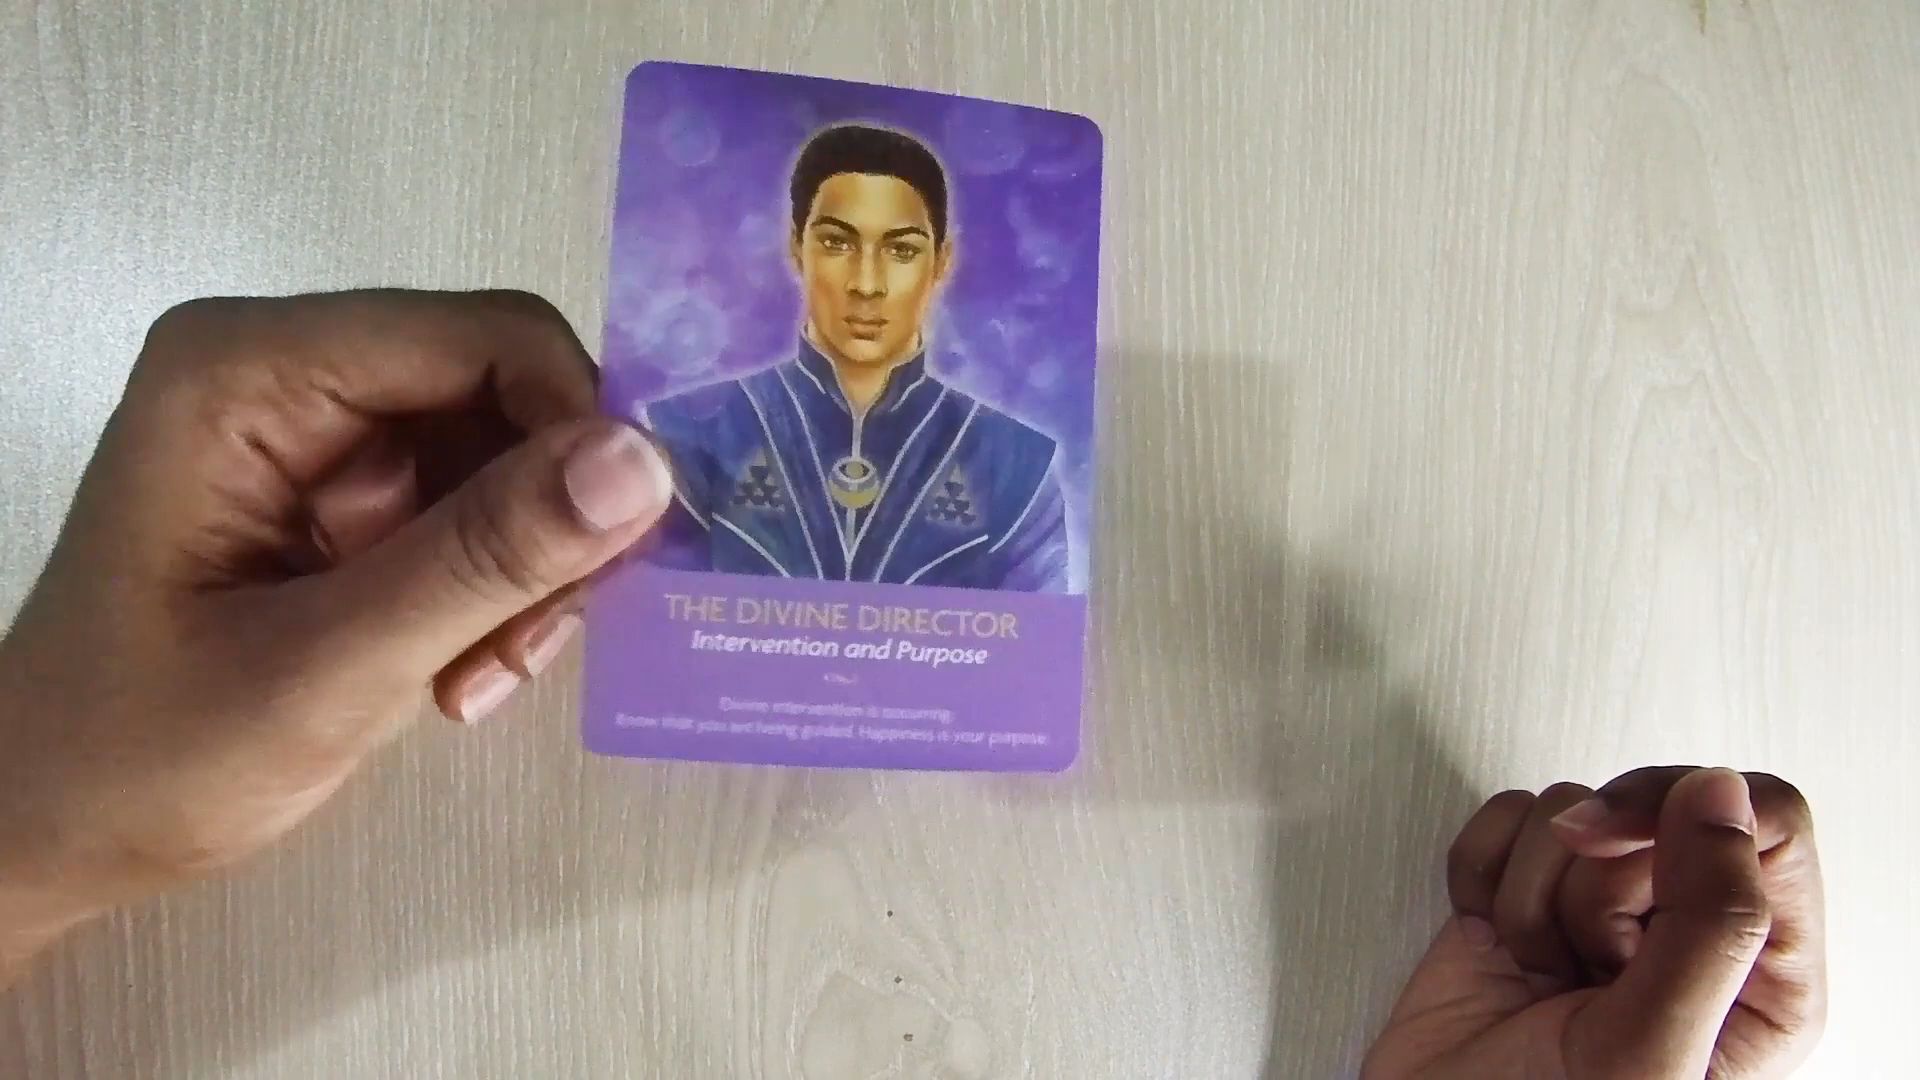 THE DIVINE DIRECTOR
Intervention and Purpose
Divine intervention is occurring.
Know that you are being guided. Happiness is your purpose.